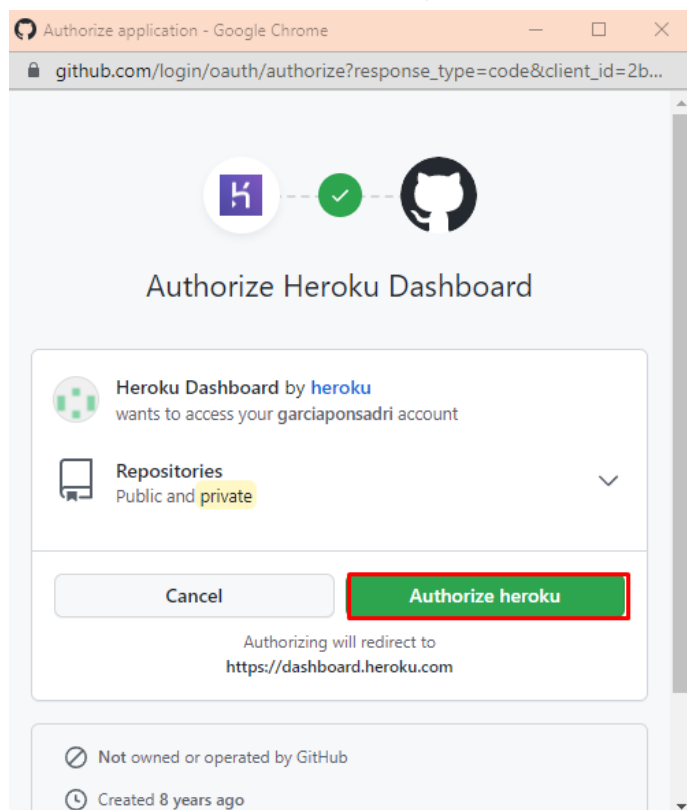 Authorize application - Google Chrome
github.com/login/oauth/authorize?response_type=code&client_id=2b...
Authorize Heroku Dashboard
Heroku Dashboard by heroku
wants to access your garciaponsadri account
Repositories
Public and private
Cancel
Authorize heroku
Authorizing will redirect to
https://dashboard.heroku.com
Not owned or operated by GitHub
Created 8 years ago